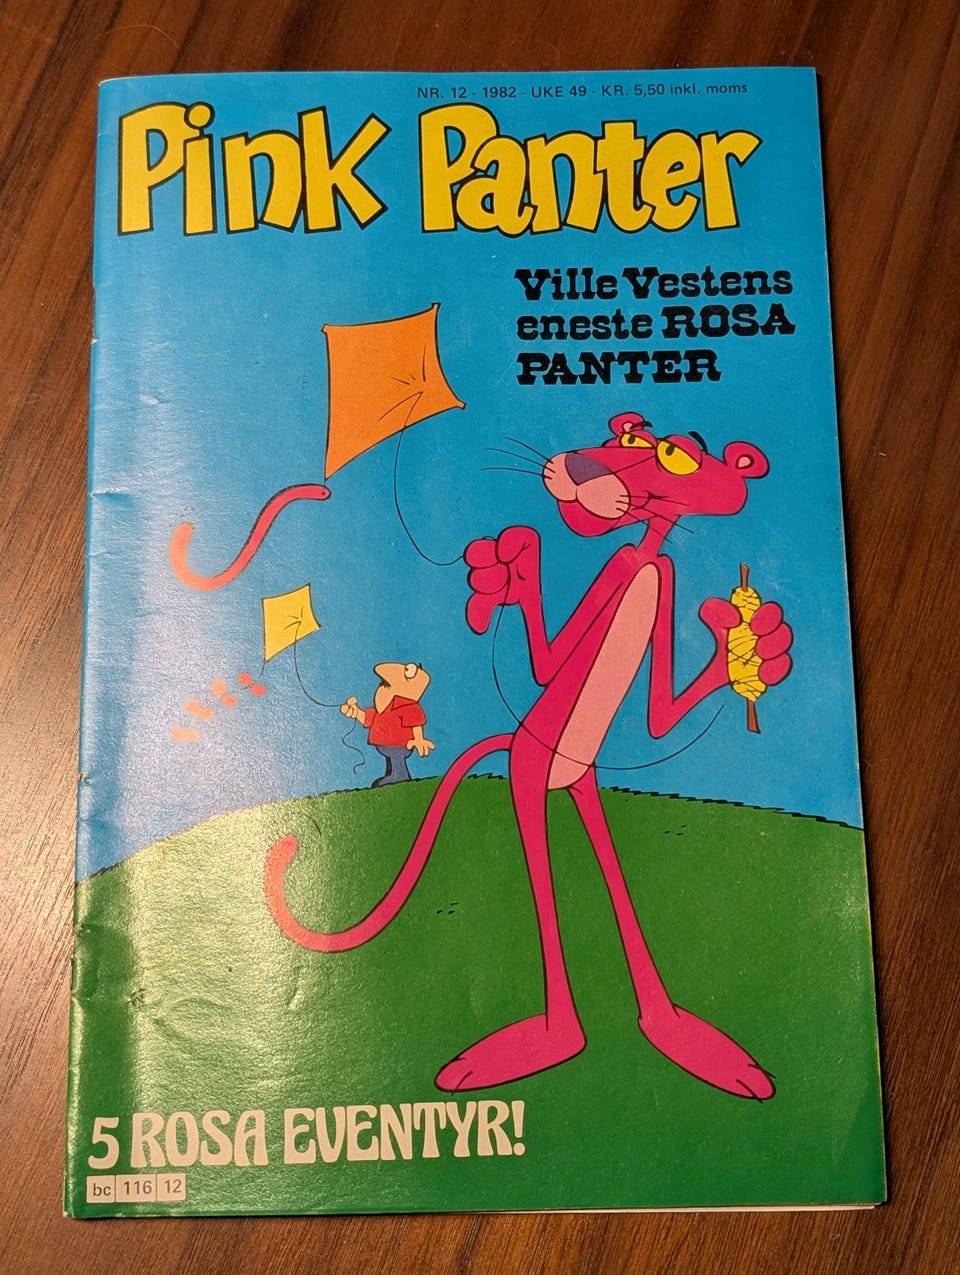 NR. 12 - 1982 - UKE 49 - KR. 5,50 inkl. moms
Pink Panter
Ville Vestens
eneste ROSA
PANTER
5 ROSA EVENTYR!
bc 116 12